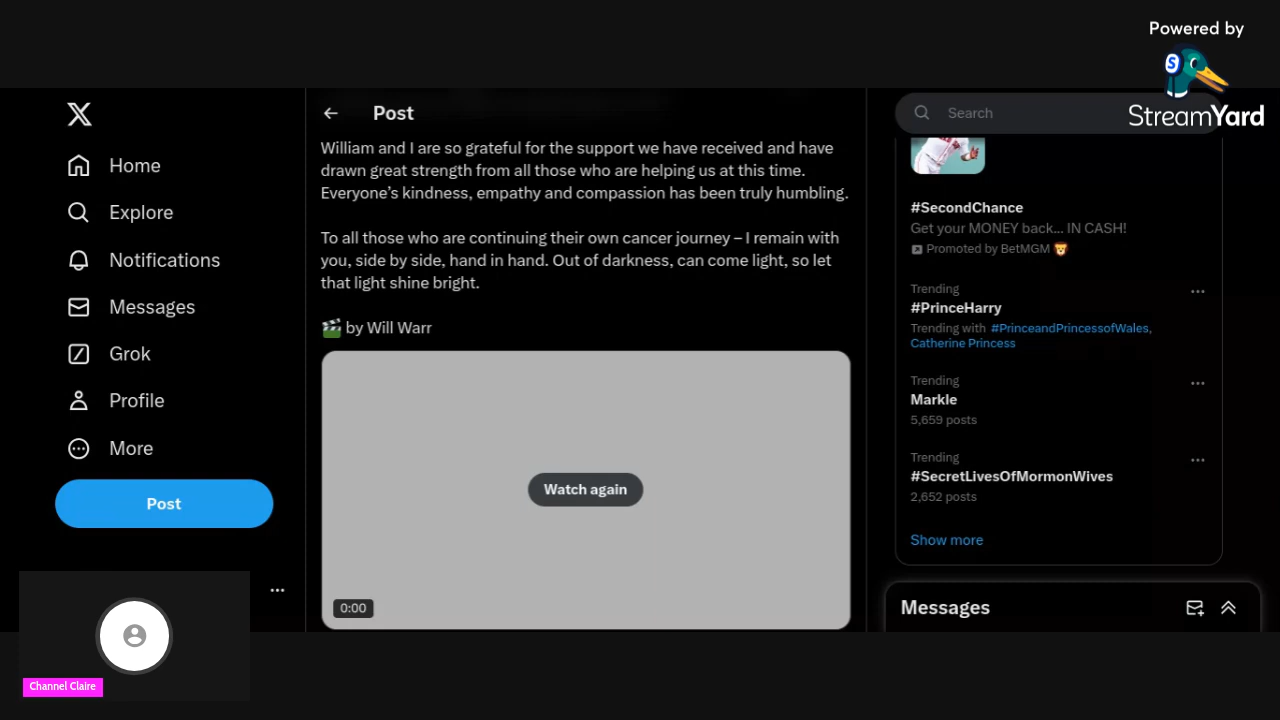 Powered by
StreamYard
Home
Explore
Notifications
Messages
Grok
Profile
More
Post
Channel Claire
Post
William and I are so grateful for the support we have received and have
drawn great strength from all those who are helping us at this time.
Everyone’s kindness, empathy and compassion has been truly humbling.
To all those who are continuing their own cancer journey – I remain with
you, side by side, hand in hand. Out of darkness, can come light, so let
that light shine bright.
🎬 by Will Warr
Watch again
0:00
Search
#SecondChance
Get your MONEY back... IN CASH!
Promoted by BetMGM 🦁
Trending
#PrinceHarry
Trending with #PrinceandPrincessofWales,
Catherine Princess
Trending
Markle
5,659 posts
Trending
#SecretLivesOfMormonWives
2,652 posts
Show more
Messages